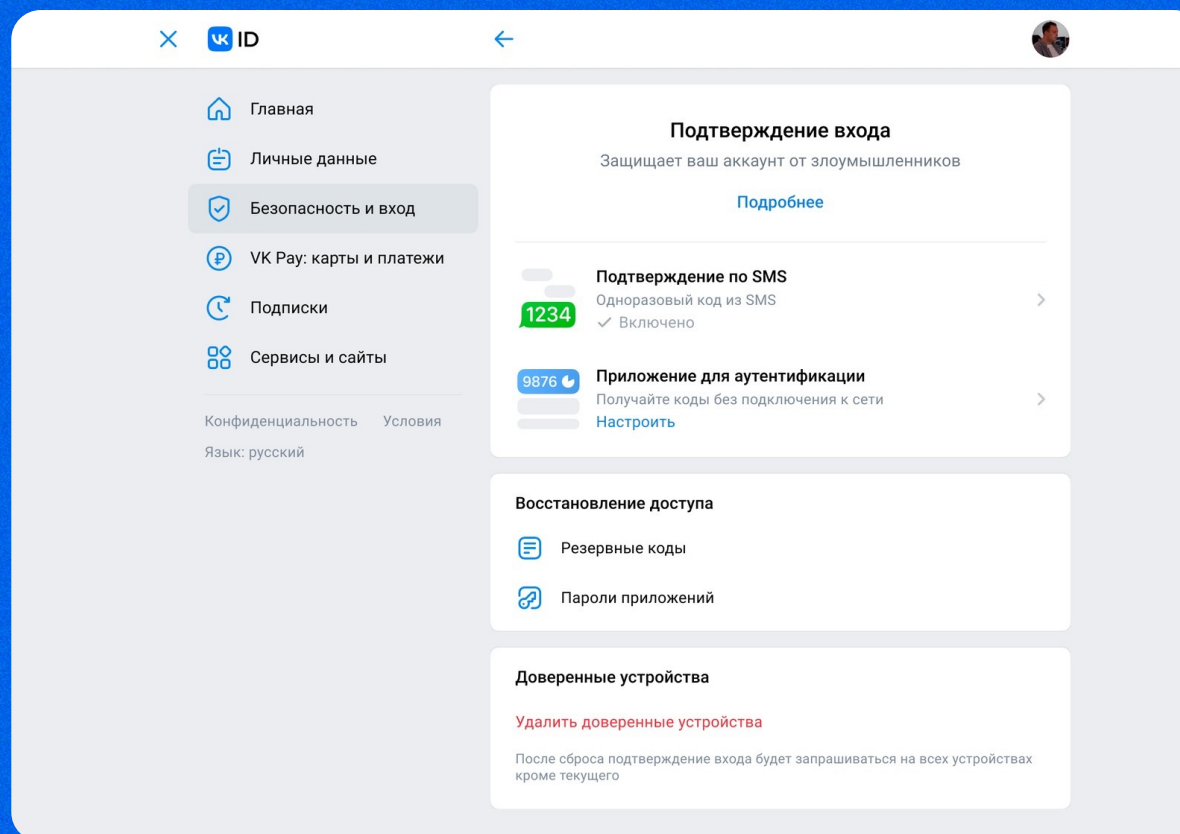 VK ID
Главная
Личные данные
Безопасность и вход
VK Pay: карты и платежи
Подписки
Сервисы и сайты
Конфиденциальность Условия
Язык: русский
Подтверждение входа
Защищает ваш аккаунт от злоумышленников
Подробнее
1234
Подтверждение по SMS
Одноразовый код из SMS
Включено
9876
Приложение для аутентификации
Получайте коды без подключения к сети
Настроить
Восстановление доступа
Резервные коды
Пароли приложений
Доверенные устройства
Удалить доверенные устройства
После сброса подтверждение входа будет запрашиваться на всех устройствах
кроме текущего